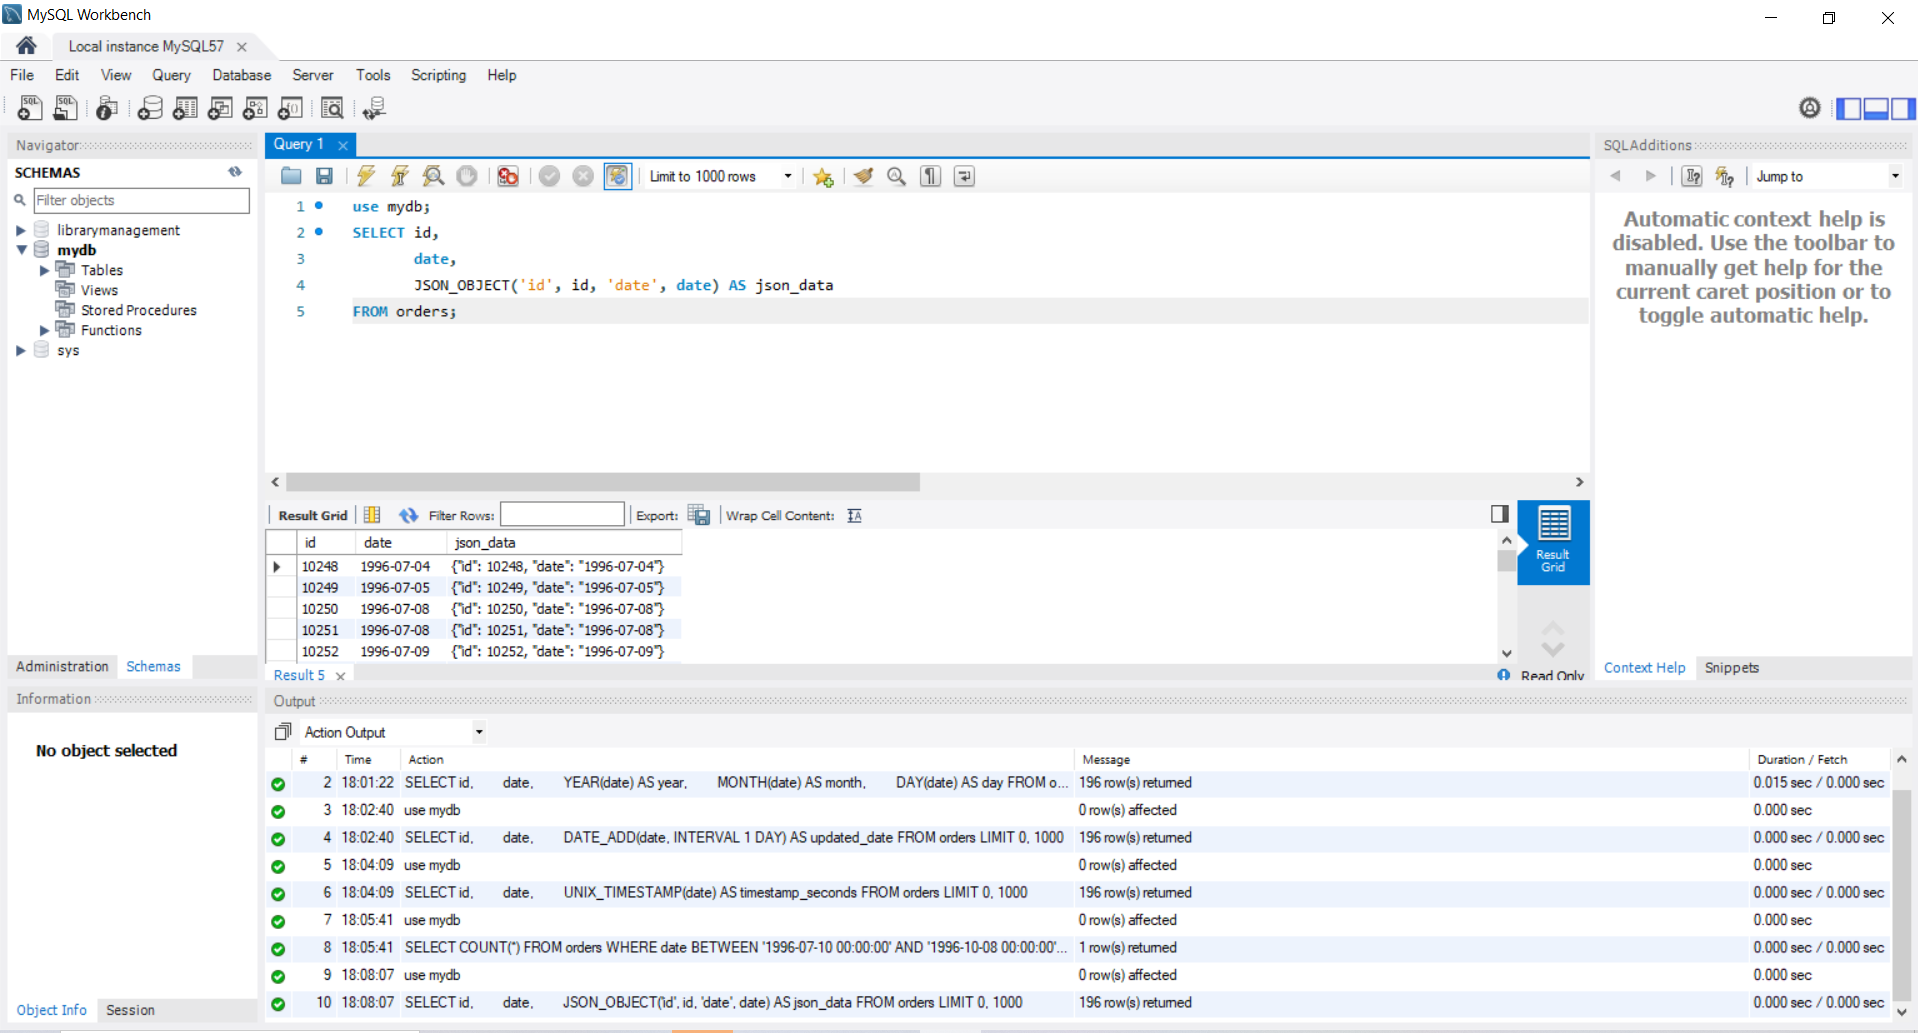 MySQL Workbench
Local instance MySQL57
File Edit View Query Database Server Tools Scripting Help
Navigator
SCHEMAS
Filter objects
librarymanagement
mydb
Tables
Views
Stored Procedures
Functions
sys
Administration Schemas
Information
No object selected
Object Info Session
Query 1
Limit to 1000 rows
1 use mydb;
2 SELECT id,
3 date,
4 JSON_OBJECT('id', id, 'date', date) AS json_data
5 FROM orders;
Result Grid Filter Rows: Export: Wrap Cell Content:
id date json_data
10248 1996-07-04 {"id": 10248, "date": "1996-07-04"}
10249 1996-07-05 {"id": 10249, "date": "1996-07-05"}
10250 1996-07-08 {"id": 10250, "date": "1996-07-08"}
10251 1996-07-08 {"id": 10251, "date": "1996-07-08"}
10252 1996-07-09 {"id": 10252, "date": "1996-07-09"}
Result
Grid
Result 5
Read Only
SQLAdditions
Jump to
Automatic context help is
disabled. Use the toolbar to
manually get help for the
current caret position or to
toggle automatic help.
Context Help Snippets
Output
Action Output
# Time Action Message Duration / Fetch
2 18:01:22 SELECT id, date, YEAR(date) AS year, MONTH(date) AS month, DAY(date) AS day FROM o... 196 row(s) returned 0.015 sec / 0.000 sec
3 18:02:40 use mydb 0 row(s) affected 0.000 sec
4 18:02:40 SELECT id, date, DATE_ADD(date, INTERVAL 1 DAY) AS updated_date FROM orders LIMIT 0, 1000 196 row(s) returned 0.000 sec / 0.000 sec
5 18:04:09 use mydb 0 row(s) affected 0.000 sec
6 18:04:09 SELECT id, date, UNIX_TIMESTAMP(date) AS timestamp_seconds FROM orders LIMIT 0, 1000 196 row(s) returned 0.000 sec / 0.000 sec
7 18:05:41 use mydb 0 row(s) affected 0.000 sec
8 18:05:41 SELECT COUNT(*) FROM orders WHERE date BETWEEN '1996-07-10 00:00:00' AND '1996-10-08 00:00:00'... 1 row(s) returned 0.000 sec / 0.000 sec
9 18:08:07 use mydb 0 row(s) affected 0.000 sec
10 18:08:07 SELECT id, date, JSON_OBJECT('id', id, 'date', date) AS json_data FROM orders LIMIT 0, 1000 196 row(s) returned 0.000 sec / 0.000 sec